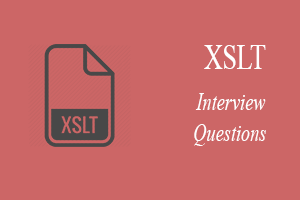 XSLT
XSLT
Interview
Questions